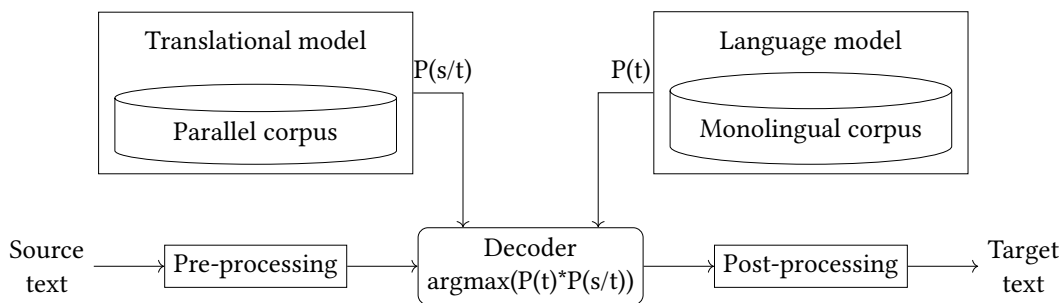 Translational model
Language model
P(s/t)
P(t)
Parallel corpus
Monolingual corpus
Source
text
Pre-processing
Decoder
argmax(P(t)*P(s/t))
Post-processing
Target
text